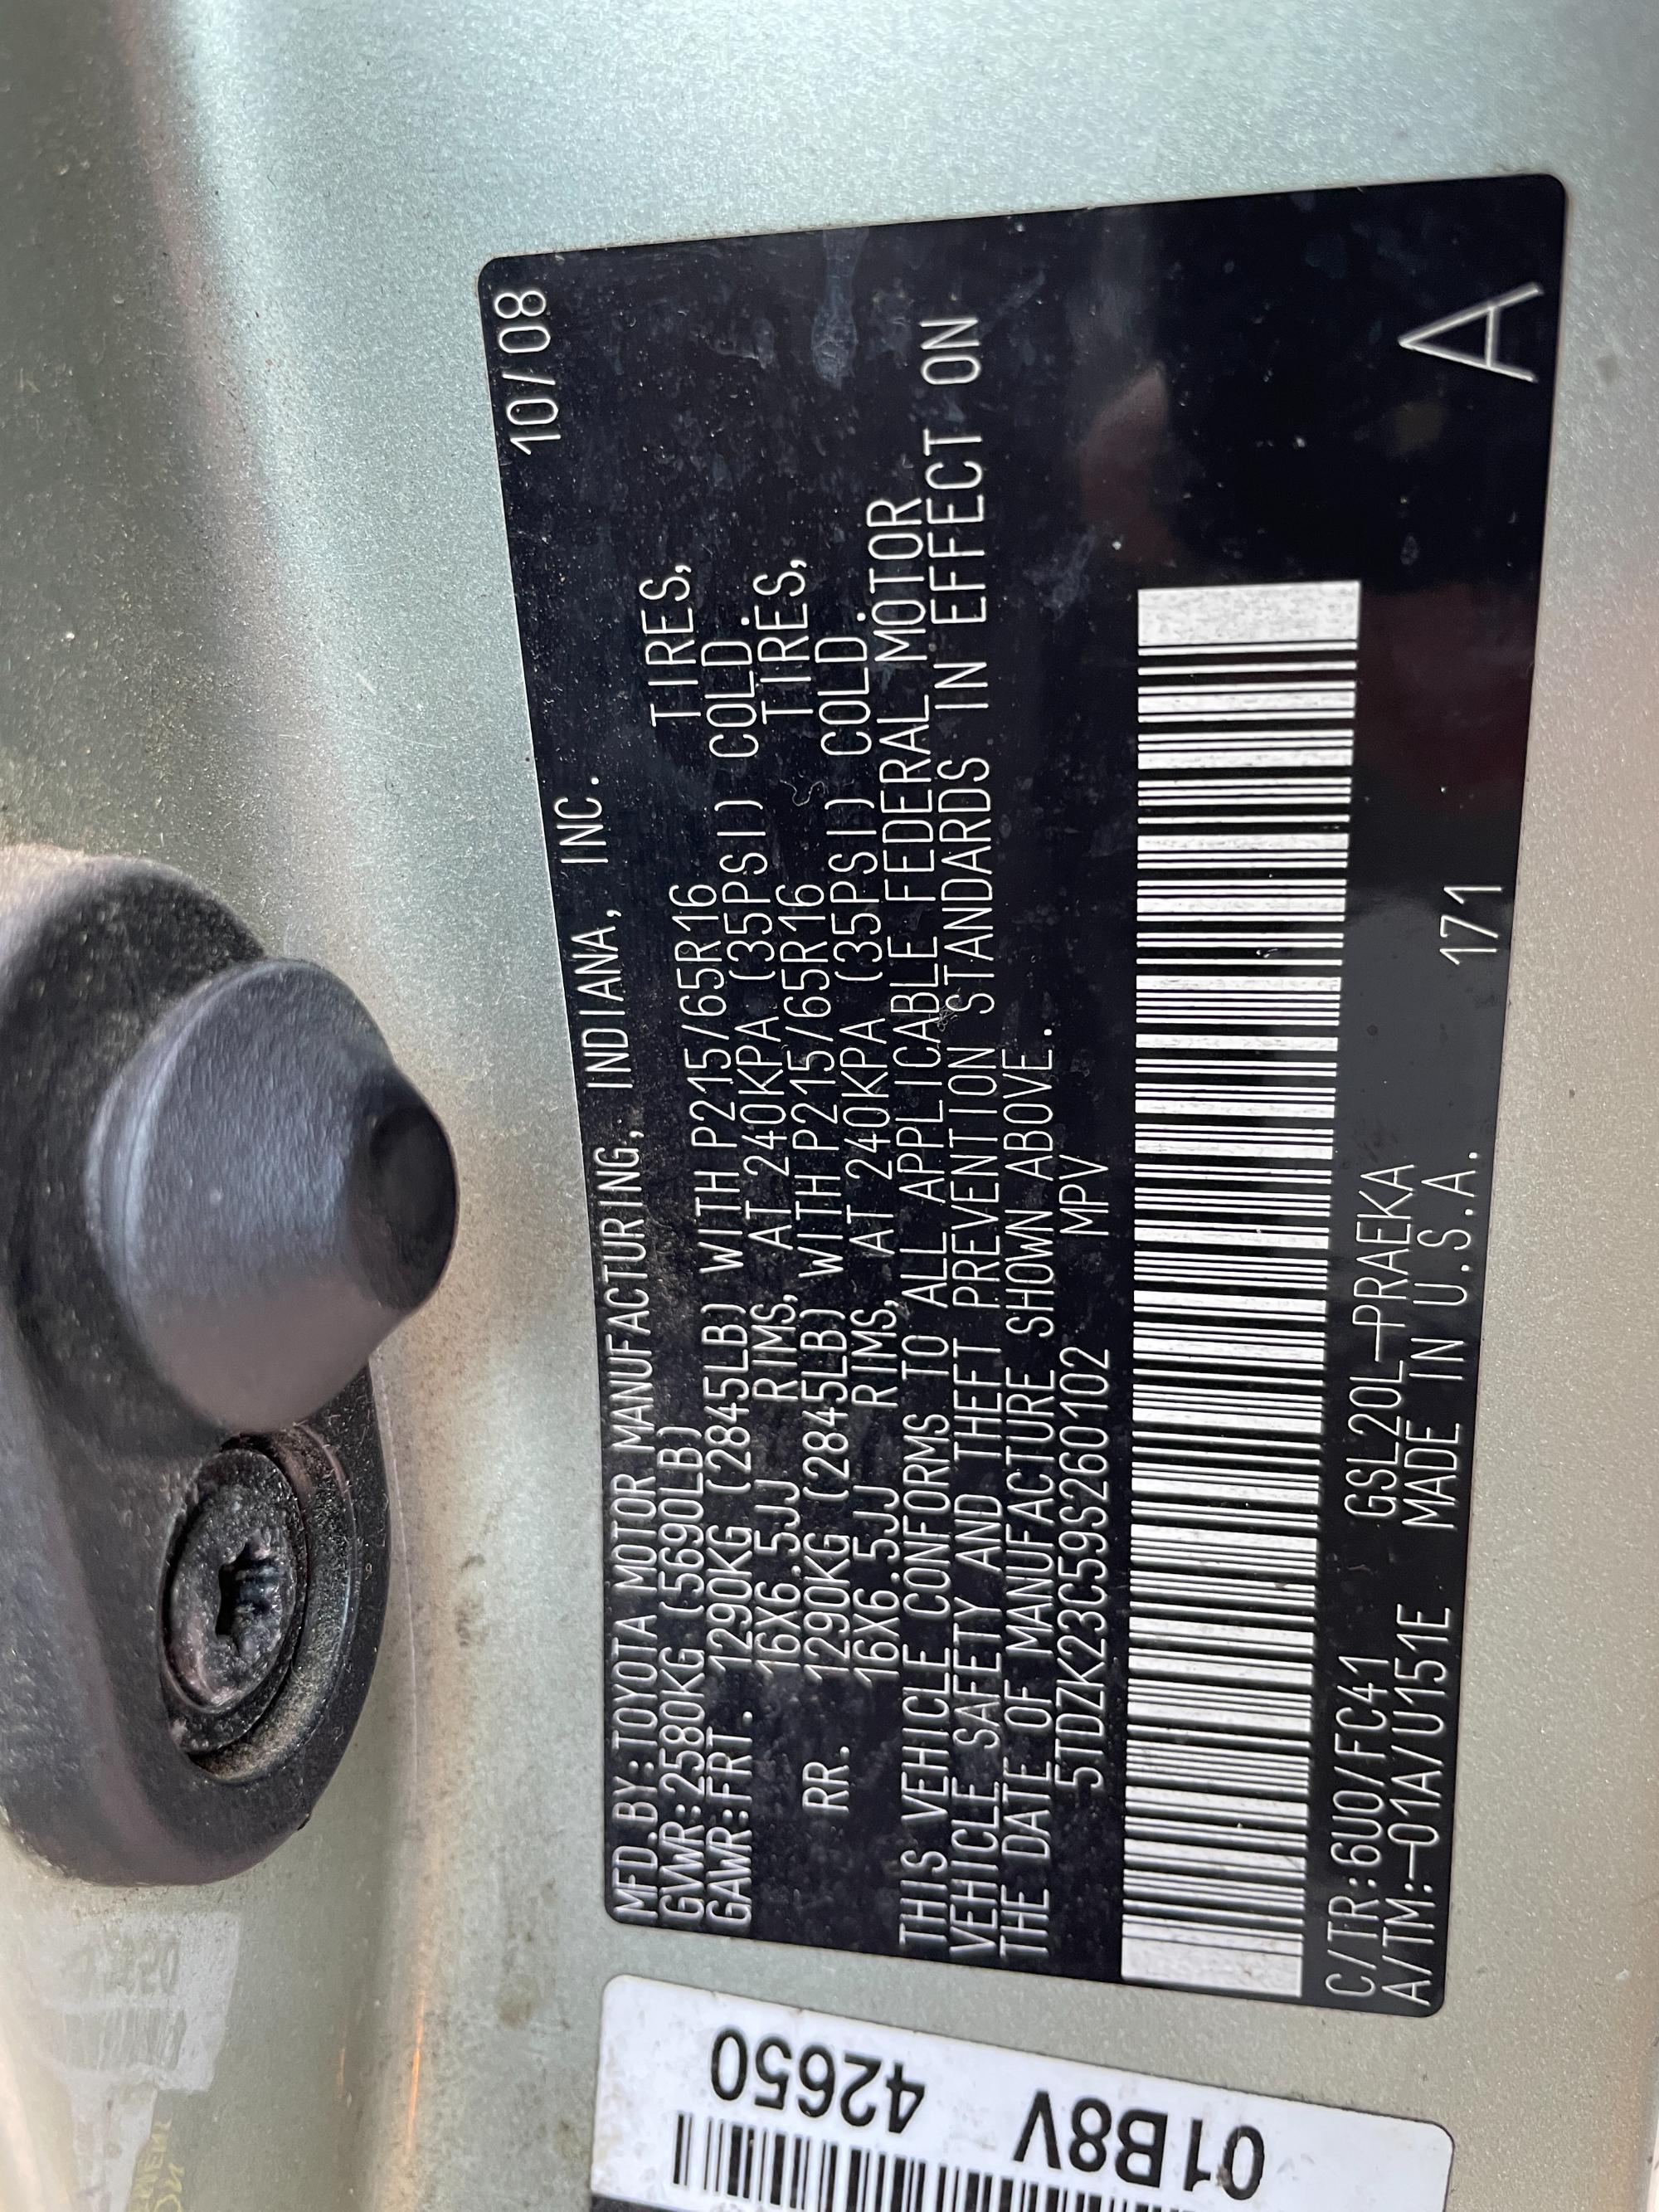 10/08
MFD.BY:TOYOTA MOTOR MANUFACTURING, INDIANA, INC.
GVWR:2580KG (5690LB)
GAWR:FRT. 1290KG (2845LB) WITH P215/65R16 TIRES,
16X6.5JJ RIMS, AT 240KPA (35PSI) COLD.
RR. 1290KG (2845LB) WITH P215/65R16 TIRES,
16X6.5JJ RIMS, AT 240KPA (35PSI) COLD.
THIS VEHICLE CONFORMS TO ALL APPLICABLE FEDERAL MOTOR
VEHICLE SAFETY AND THEFT PREVENTION STANDARDS IN EFFECT ON
THE DATE OF MANUFACTURE SHOWN ABOVE.
5TDZK23C59S260102 MPV
C/TR:6U0/FC41 GSL20L-PRAEKA
A/TM:-01A/U151E MADE IN U.S.A. 171
A
42650
01B8V